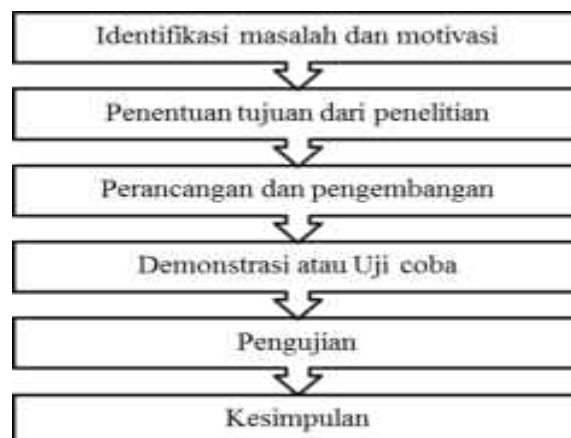 Identifikasi masalah dan motivasi
Penentuan tujuan dari penelitian
Perancangan dan pengembangan
Demonstrasi atau Uji coba
Pengujian
Kesimpulan